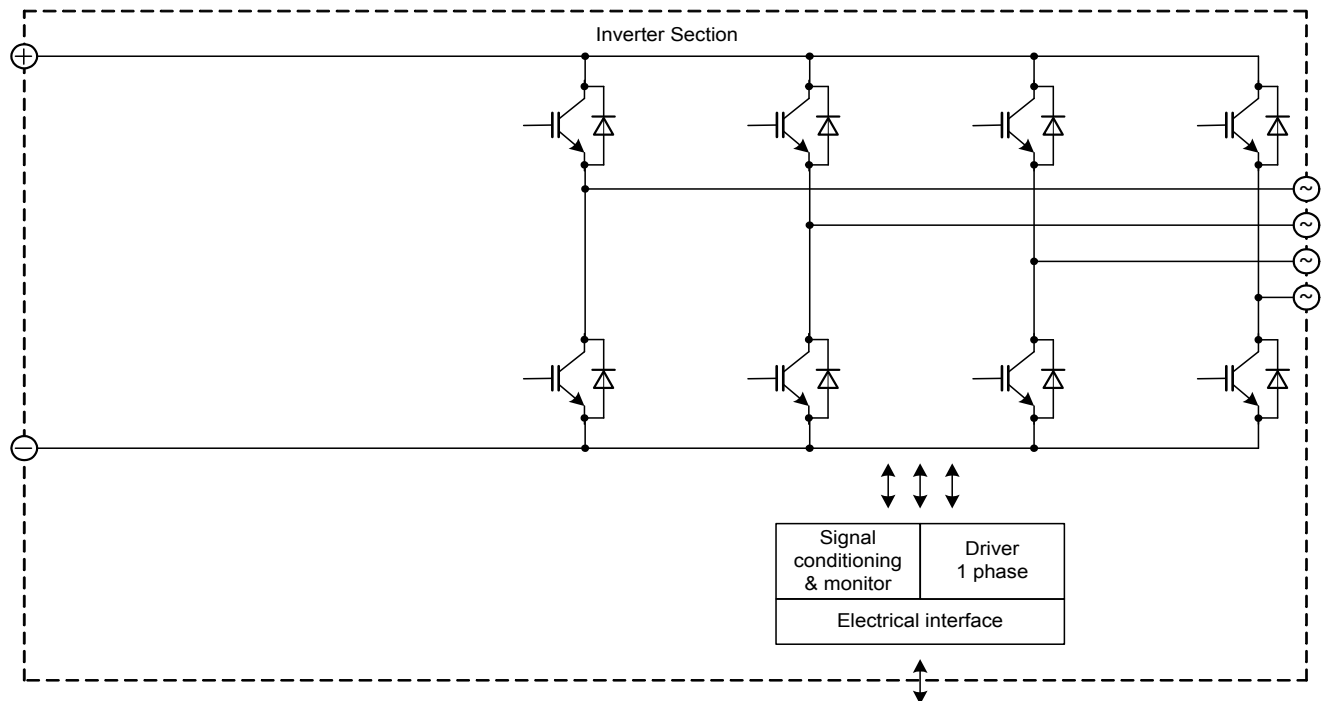 Inverter Section
+
~
~
~
~
−
Signal
conditioning
& monitor
Driver
1 phase
Electrical interface